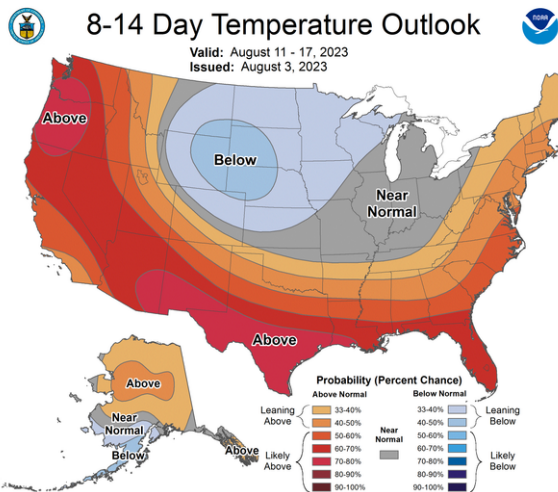 8-14 Day Temperature Outlook
Valid: August 11 - 17, 2023
Issued: August 3, 2023
NOAA
Above
Below
Near
Normal
Above
Above
Near
Normal
Below
Above
Probability (Percent Chance)
Above Normal
Below Normal
Leaning
Above
Likely
Above
33-40%
40-50%
50-60%
60-70%
70-80%
80-90%
90-100%
Near
Normal
33-40%
40-50%
50-60%
60-70%
70-80%
80-90%
90-100%
Leaning
Below
Likely
Below